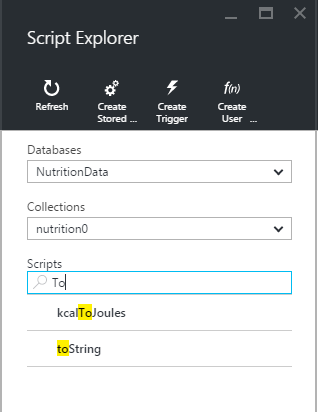 Script Explorer
Refresh
Create
Stored ...
Create
Trigger
f(n)
Create
User ...
Databases
NutritionData
Collections
nutrition0
Scripts
To
kcalToJoules
toString